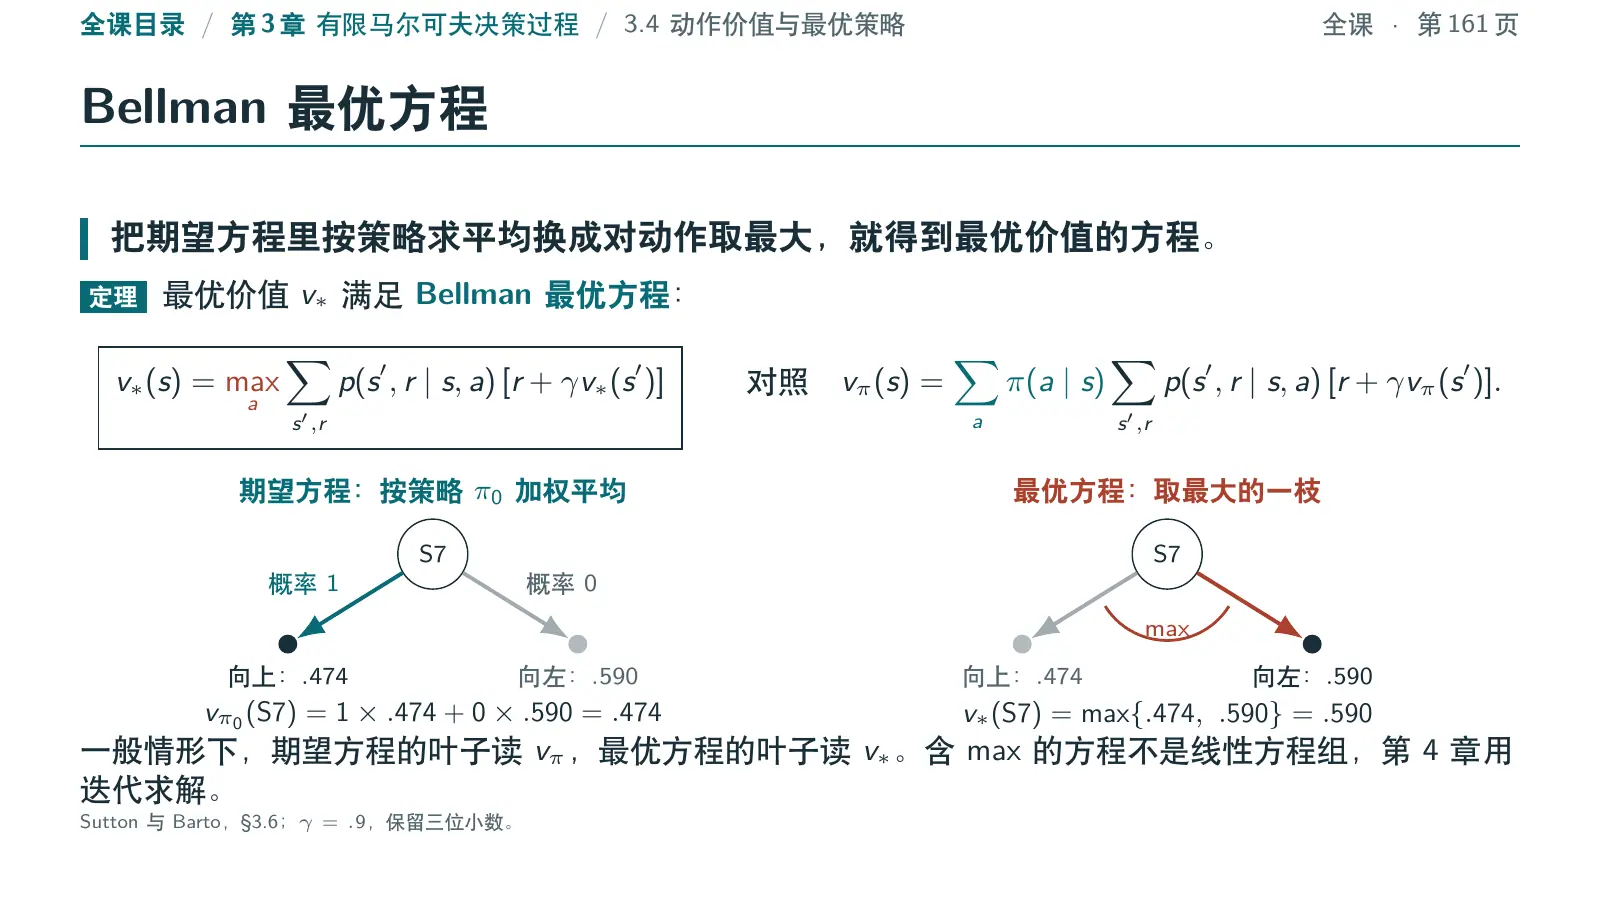 全课目录 / 第 3 章 有限马尔可夫决策过程 / 3.4 动作价值与最优策略
全课 · 第 161 页
Bellman 最优方程
把期望方程里按策略求平均换成对动作取最大，就得到最优价值的方程。
定理 最优价值 v∗ 满足 Bellman 最优方程：
v∗(s) = max_a ∑_{s′,r} p(s′, r | s, a) [r + γv∗(s′)]
对照 v_π(s) = ∑_a π(a | s) ∑_{s′,r} p(s′, r | s, a) [r + γv_π(s′)].
期望方程：按策略 π₀ 加权平均
S7
概率 1
概率 0
向上：.474
向左：.590
v_{π₀}(S7) = 1 × .474 + 0 × .590 = .474
最优方程：取最大的一枝
S7
max
向上：.474
向左：.590
v∗(S7) = max{.474, .590} = .590
一般情形下，期望方程的叶子读 v_π，最优方程的叶子读 v∗。含 max 的方程不是线性方程组，第 4 章用
迭代求解。
Sutton 与 Barto，§3.6；γ = .9，保留三位小数。